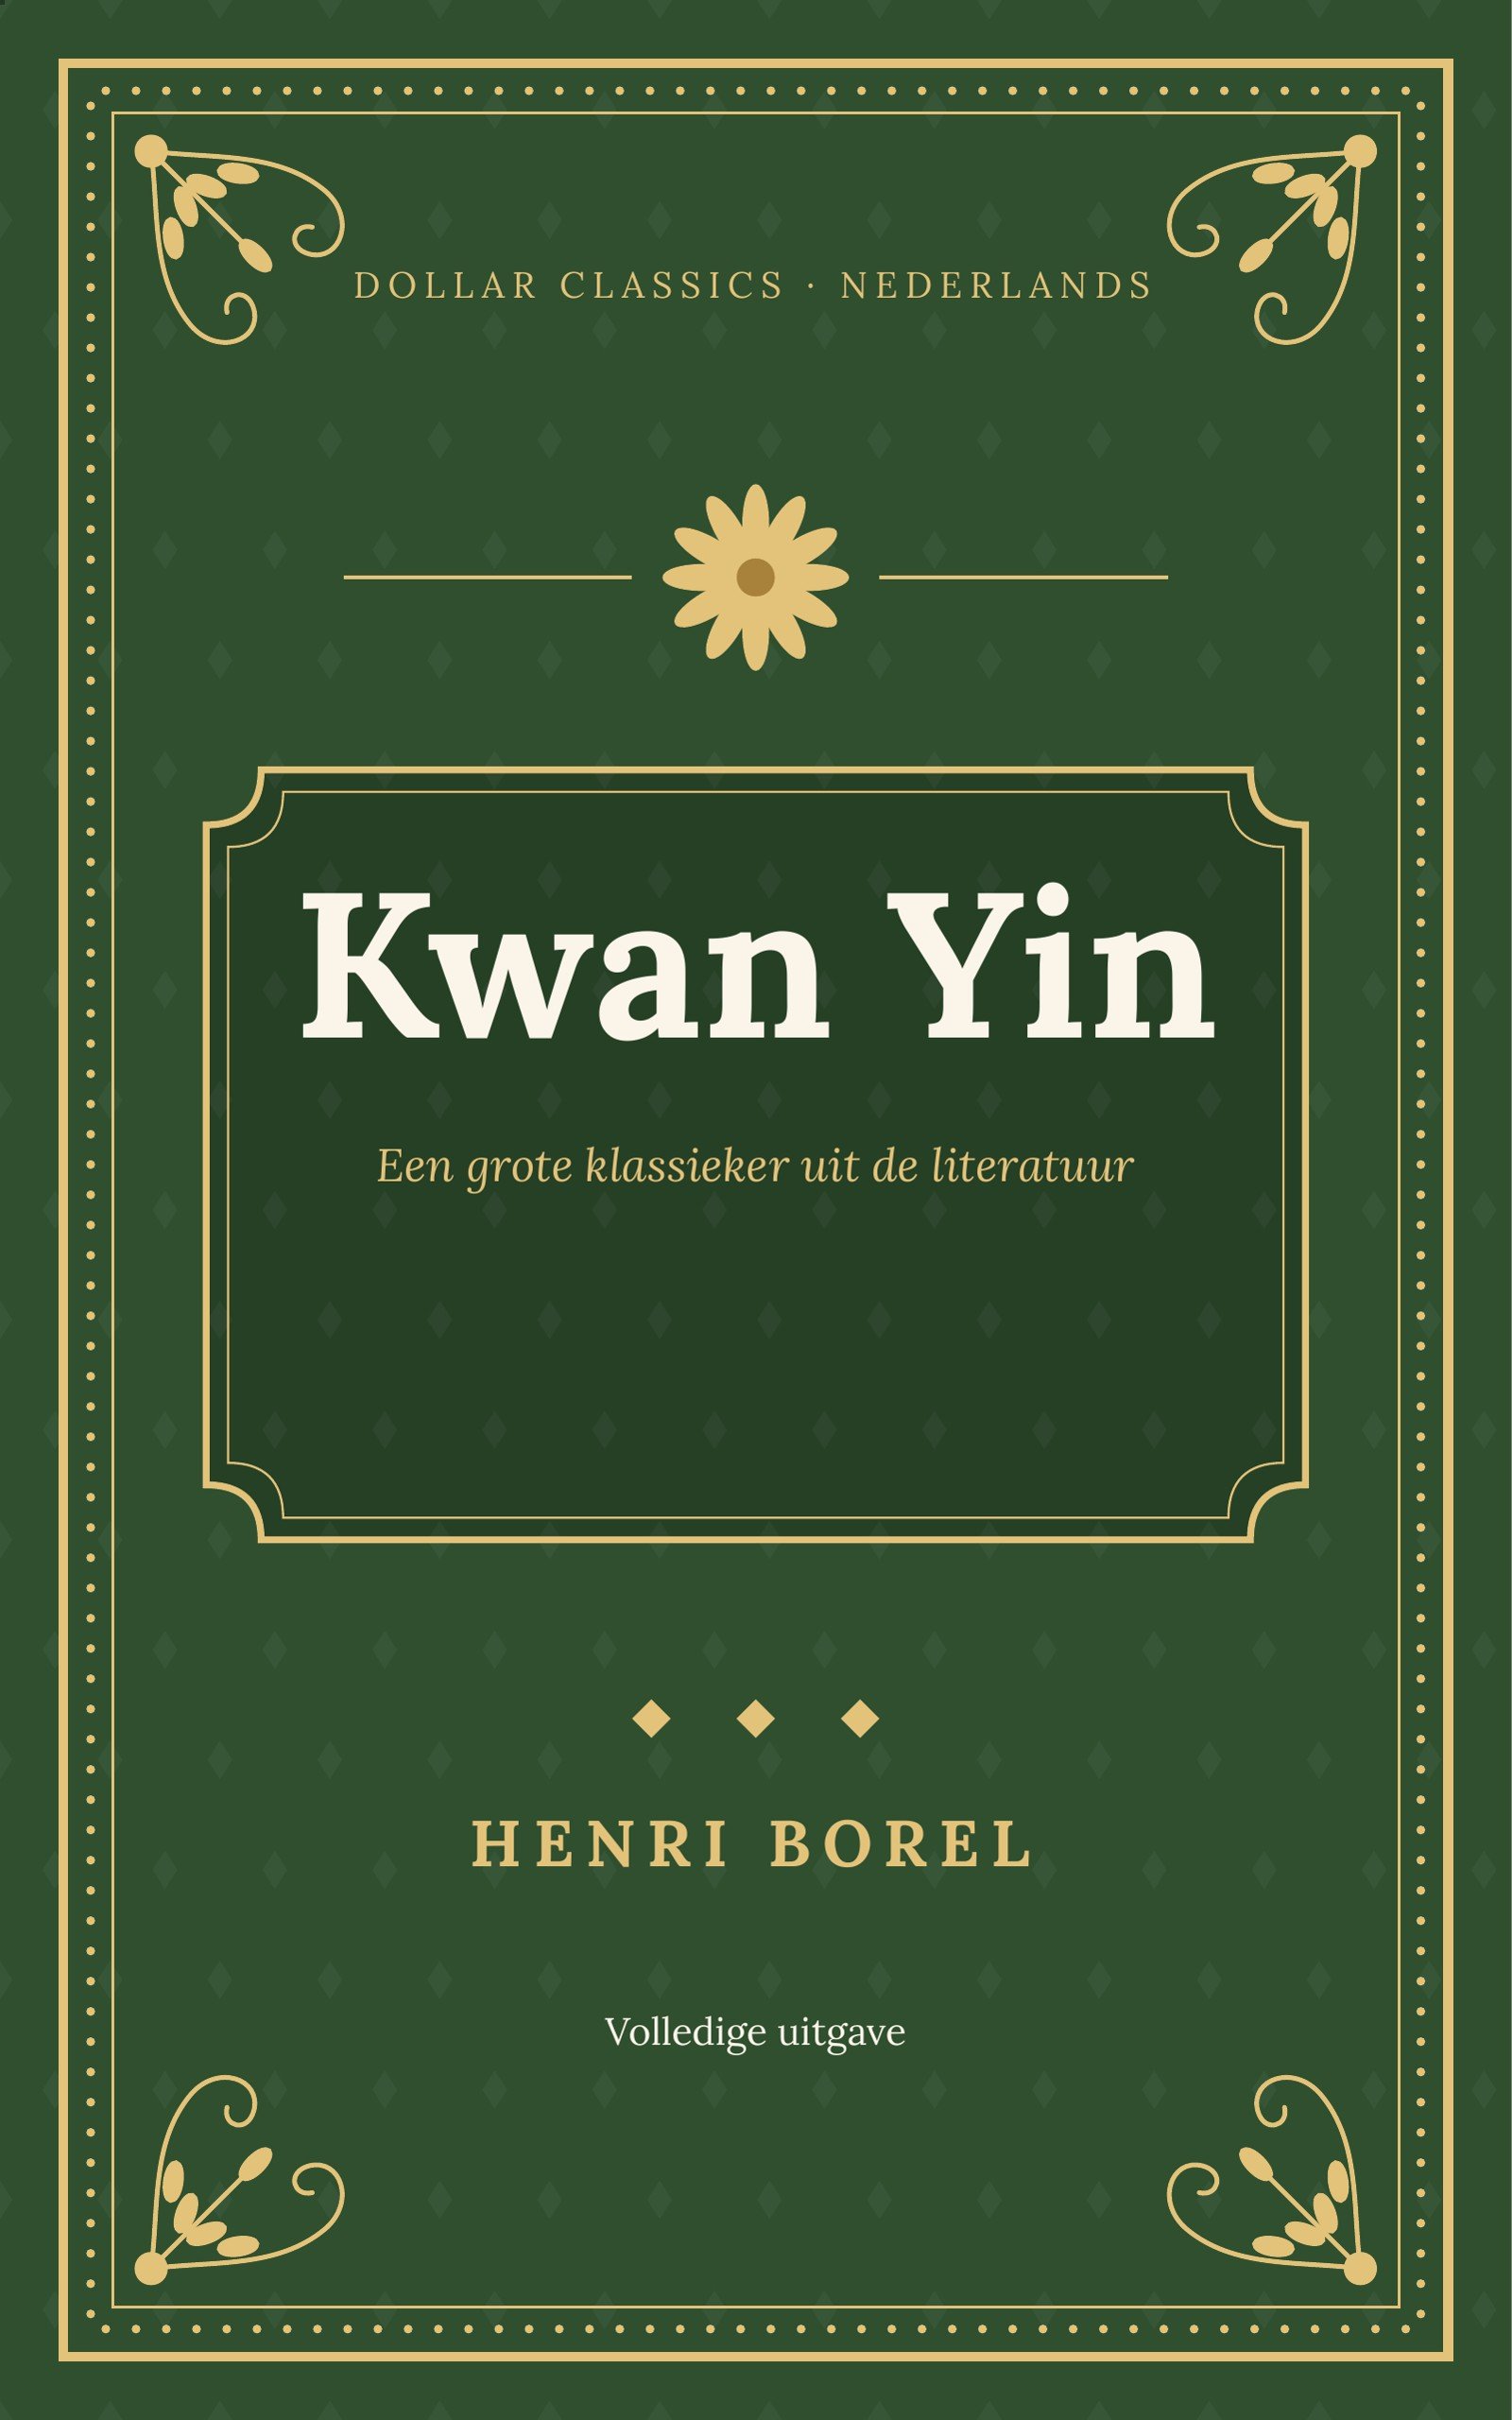 DOLLAR CLASSICS · NEDERLANDS
Kwan Yin
Een grote klassieker uit de literatuur
HENRI BOREL
Volledige uitgave